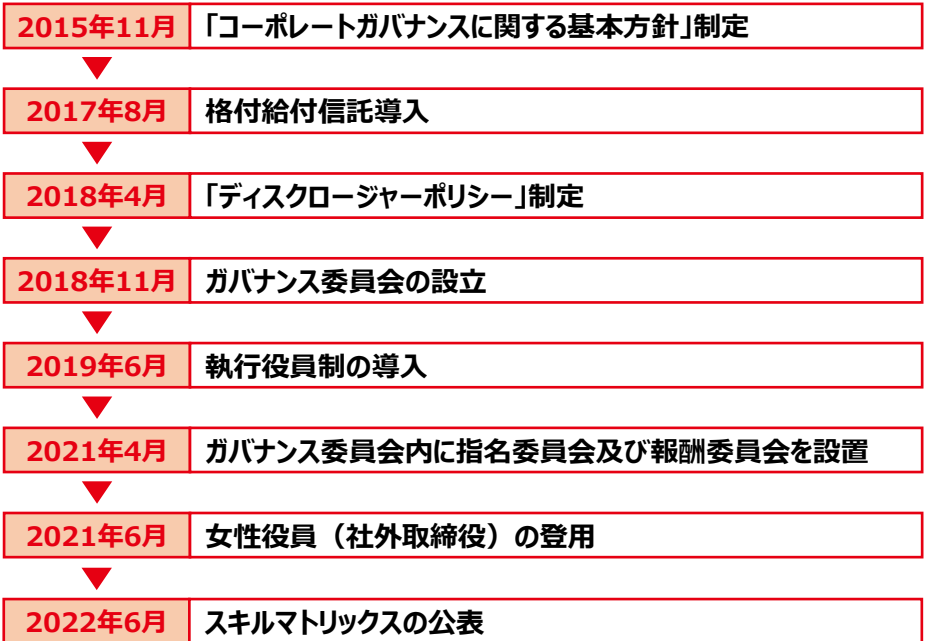 2015年11月 「コーポレートガバナンスに関する基本方針」制定
2017年8月 格付給付信託導入
2018年4月 「ディスクロージャーポリシー」制定
2018年11月 ガバナンス委員会の設立
2019年6月 執行役員制の導入
2021年4月 ガバナンス委員会内に指名委員会及び報酬委員会を設置
2021年6月 女性役員（社外取締役）の登用
2022年6月 スキルマトリックスの公表